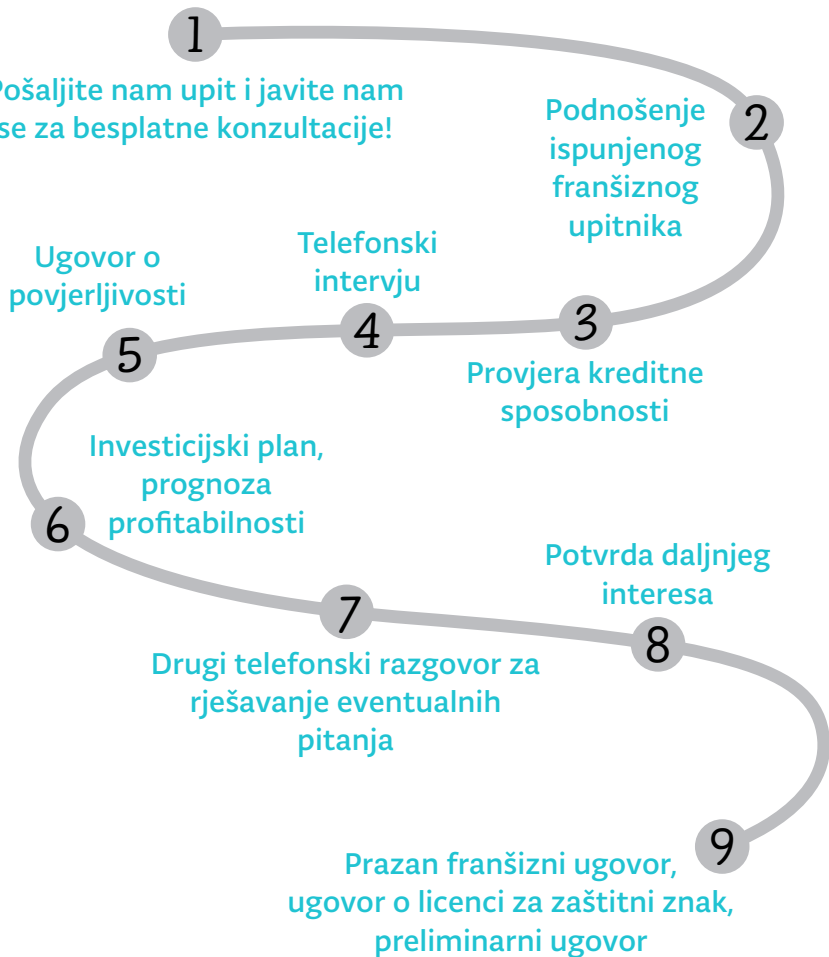 1
Pošaljite nam upit i javite nam
se za besplatne konzultacije!
2
Podnošenje
ispunjenog
franšiznog
upitnika
3
Provjera kreditne
sposobnosti
4
Telefonski
intervju
5
Ugovor o
povjerljivosti
6
Investicijski plan,
prognoza
profitabilnosti
7
Drugi telefonski razgovor za
rješavanje eventualnih
pitanja
8
Potvrda daljnjeg
interesa
9
Prazan franšizni ugovor,
ugovor o licenci za zaštitni znak,
preliminarni ugovor